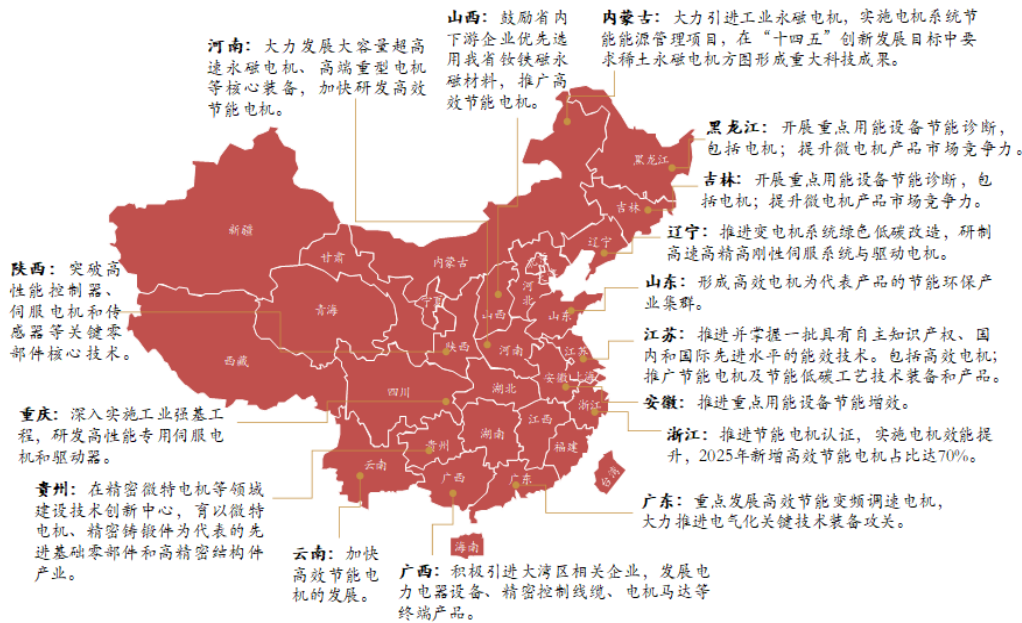 山西：鼓励省内
下游企业优先选
用我省钕铁磁永
磁材料，推广高
效节能电机。
内蒙古：大力引进工业永磁电机，实施电机系统节
能能源管理项目，在“十四五”创新发展目标中要
求稀土永磁电机方图形成重大科技成果。
河南：大力发展大容量超高
速永磁电机、高端重型电机
等核心装备，加快研发高效
节能电机。
黑龙江：开展重点用能设备节能诊断，
包括电机；提升微电机产品市场竞争力。
吉林：开展重点用能设备节能诊断，包
括电机；提升微电机产品市场竞争力。
辽宁：推进变电机系统绿色低碳改造，研制
高速高精高刚性伺服系统与驱动电机。
山东：形成高效电机为代表产品的节能环保产
业集群。
江苏：推进并掌握一批具有自主知识产权、国
内和国际先进水平的能效技术。包括高效电机；
推广节能电机及节能低碳工艺技术装备和产品。
安徽：推进重点用能设备节能增效。
浙江：推进节能电机认证，实施电机效能提
升，2025年新增高效节能电机占比达70%。
广东：重点发展高效节能变频调速电机，
大力推进电气化关键技术装备攻关。
陕西：突破高
性能控制器、
伺服电机和传
感器等关键零
部件核心技术。
重庆：深入实施工业强基工
程，研发高性能专用伺服电
机和驱动器。
贵州：在精密微特电机等领域
建设技术创新中心，育以微特
电机、精密铸锻件为代表的先
进基础零部件和高精密结构件
产业。
云南：加快
高效节能电
机的发展。
广西：积极引进大湾区相关企业，发展电
力电器设备、精密控制线缆、电机马达等
终端产品。
黑龙江
吉林
辽宁
新疆
甘肃
内蒙古
河北
青海
宁夏
山西
山东
陕西
河南
江苏
西藏
安徽
上海
四川
湖北
浙江
江西
湖南
贵州
福建
云南
广西
广东
台湾
海南